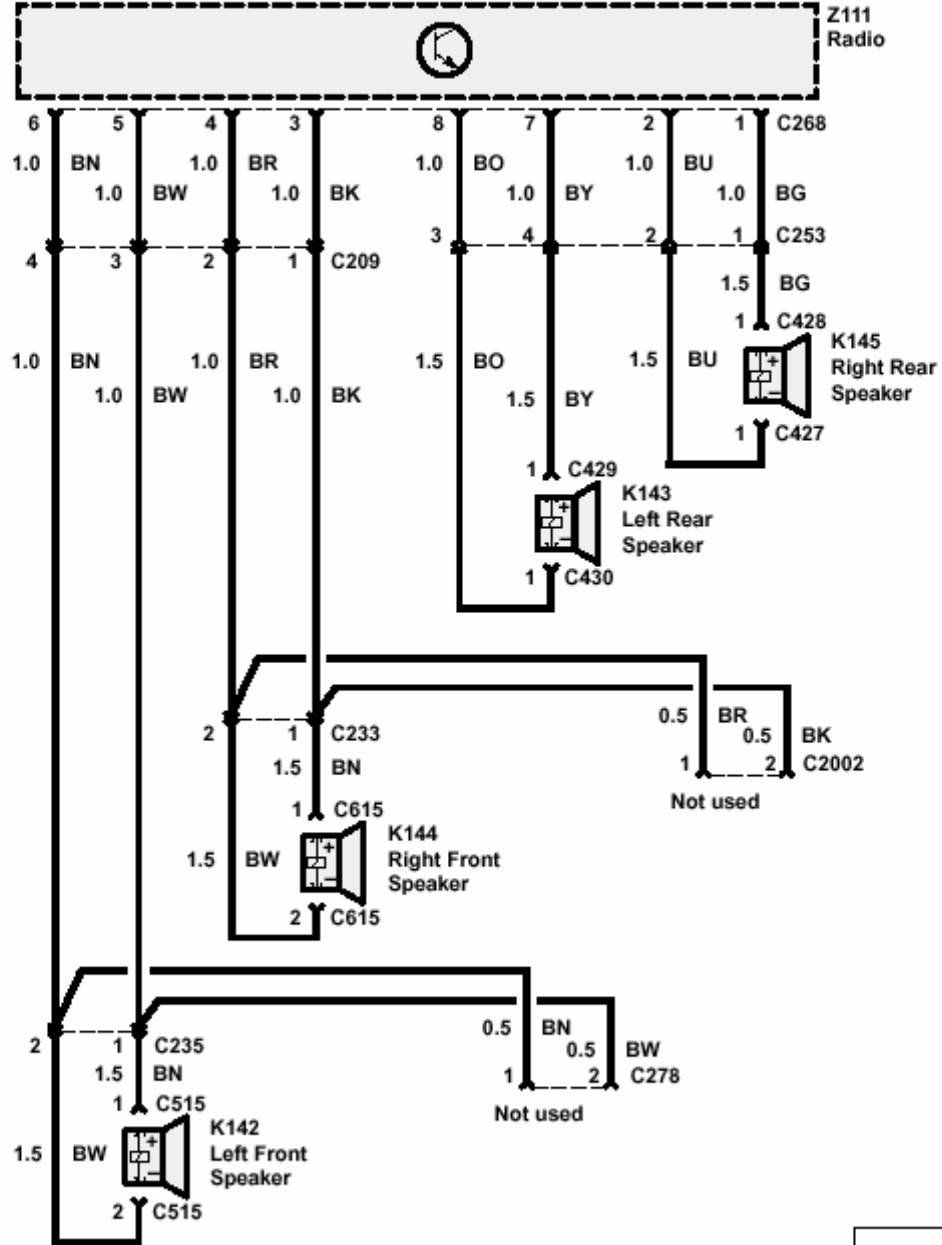 Z111
Radio
6 5 4 3 8 7 2 1 C268
1.0 BN 1.0 BR 1.0 BO 1.0 BU
1.0 BW 1.0 BK 1.0 BY 1.0 BG
3 4 2 1 C253
4 3 2 1 C209
1.5 BG
1 C428
K145
Right Rear
Speaker
1.0 BN 1.0 BR 1.5 BO 1.5 BU
1.0 BW 1.0 BK 1.5 BY
1 C427
1 C429
K143
Left Rear
Speaker
1 C430
2 1 C233
0.5 BR
0.5 BK
1.5 BN
1 2 C2002
Not used
1 C615
K144
Right Front
Speaker
1.5 BW
2 C615
0.5 BN
0.5 BW
2 1 C235
1.5 BN
1 2 C278
Not used
1 C515
K142
Left Front
Speaker
1.5 BW
2 C515